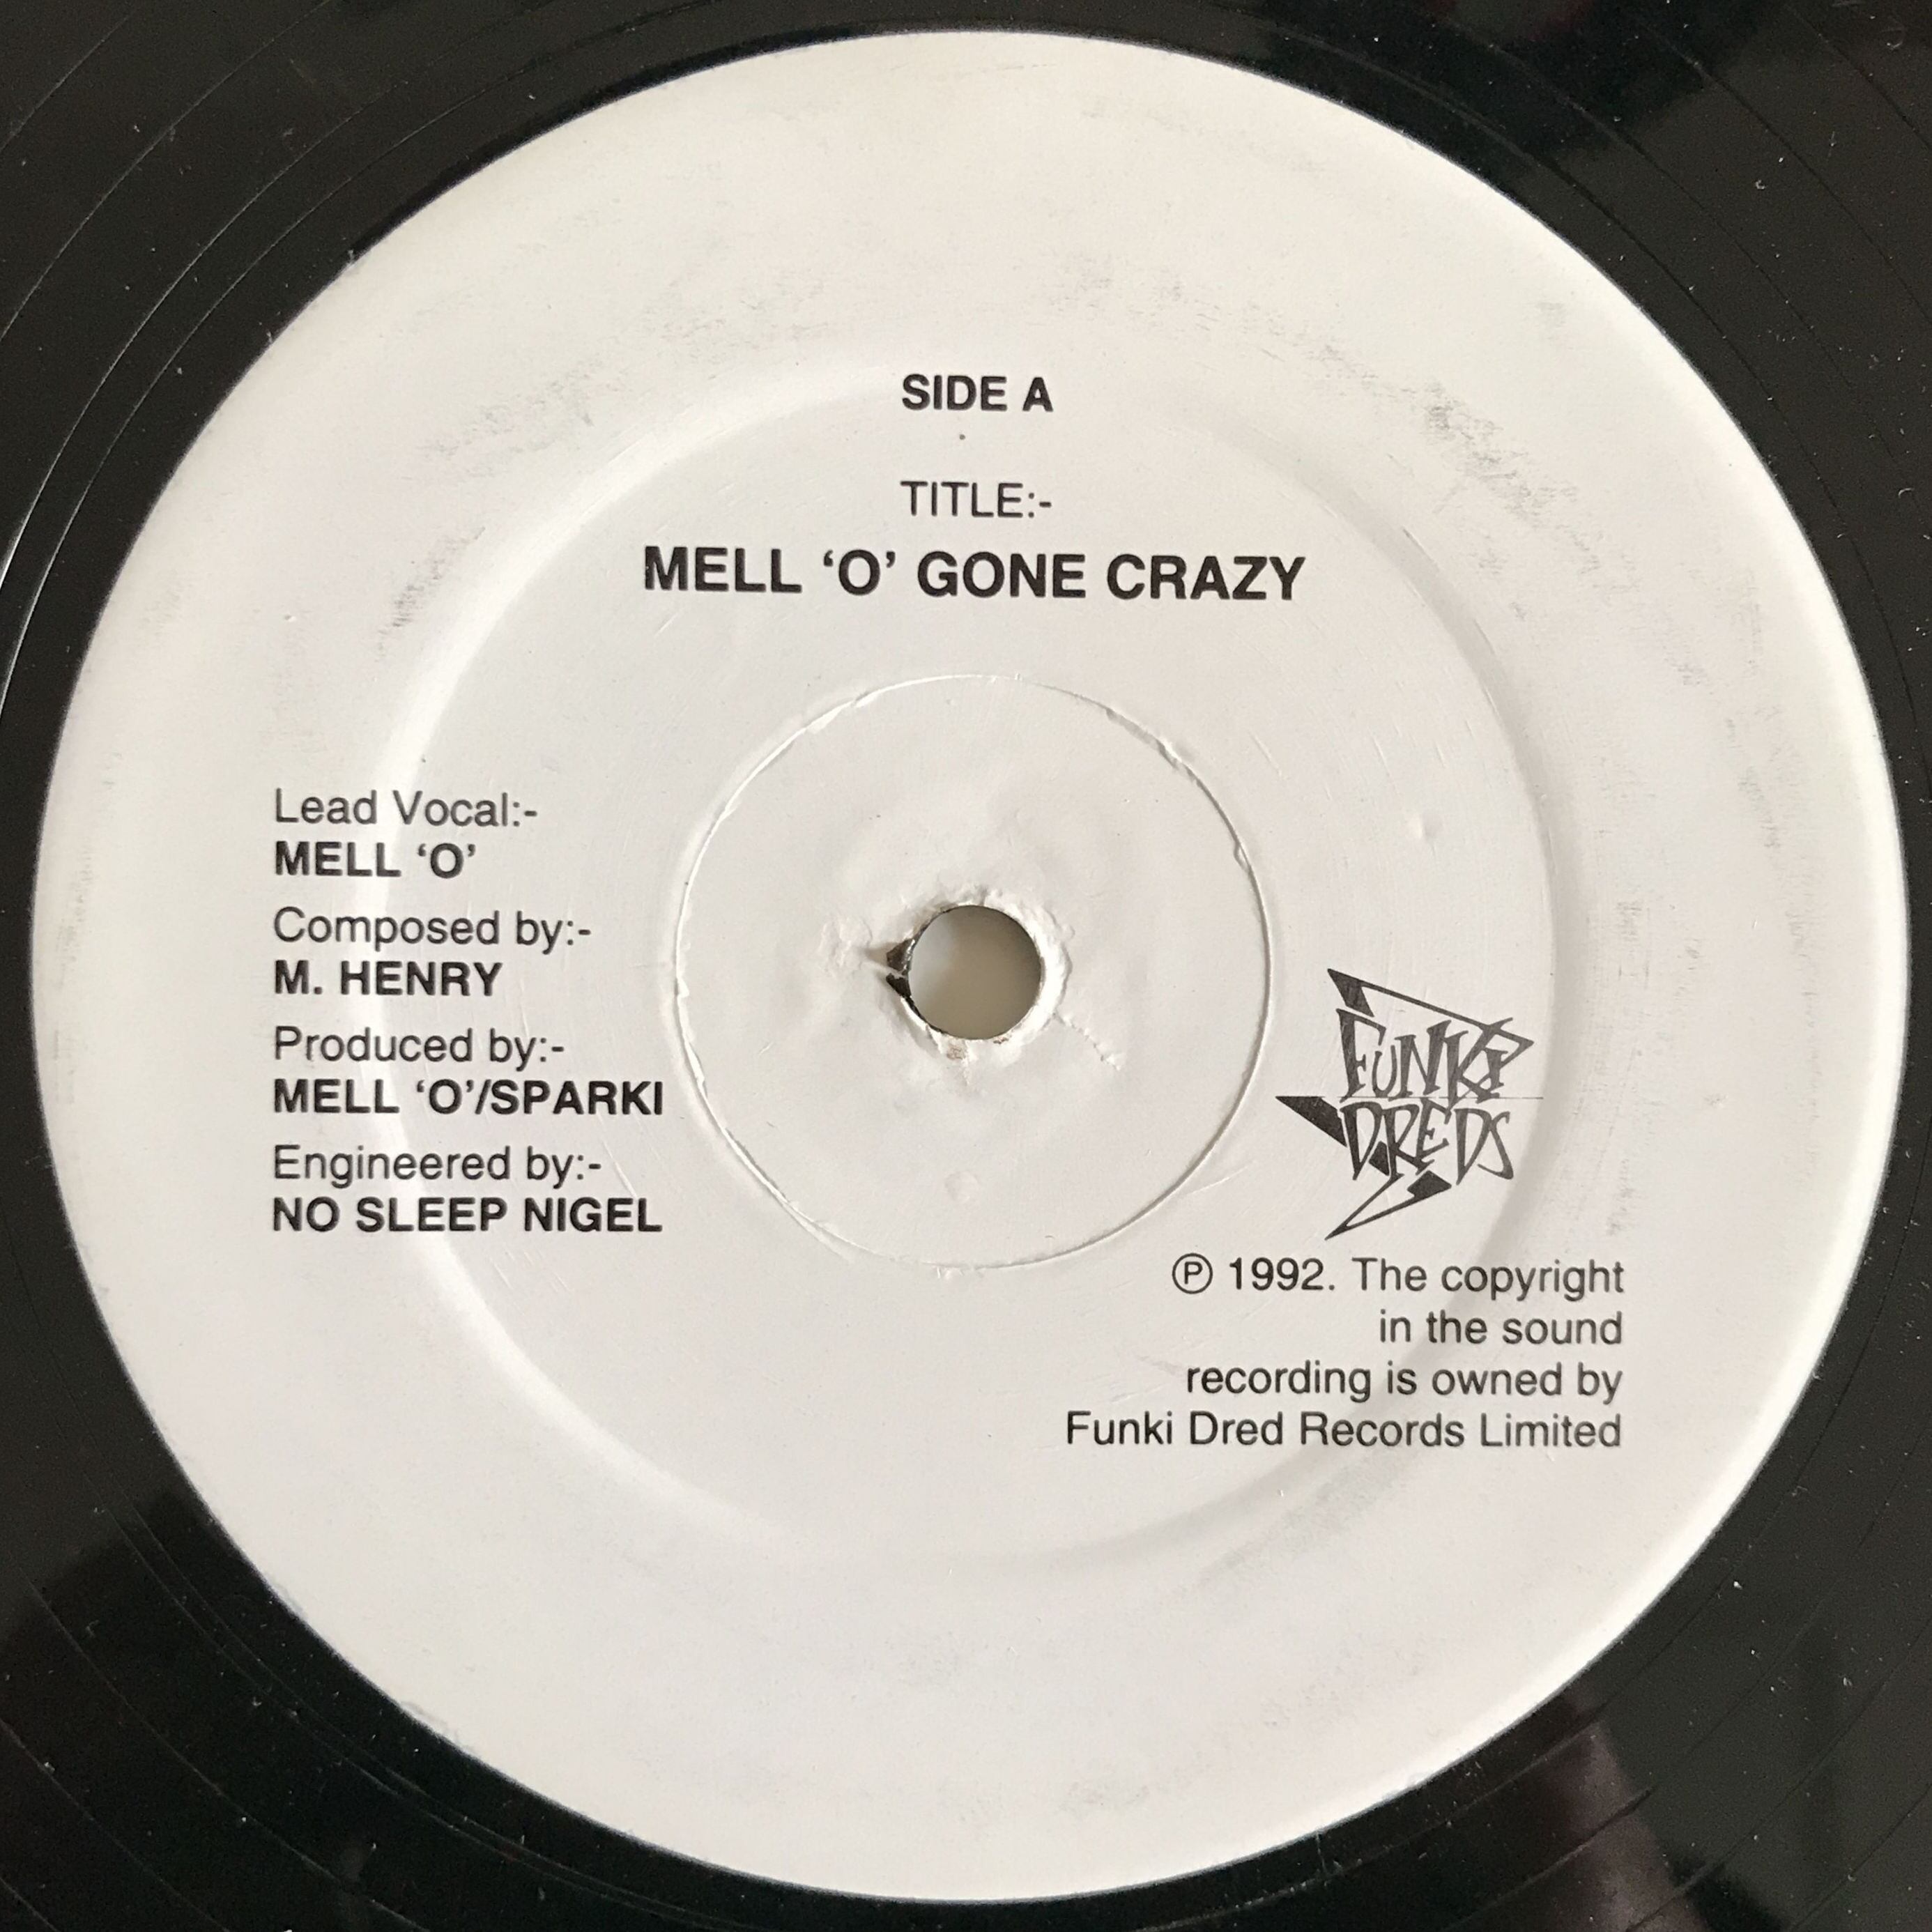 SIDE A
TITLE:-
MELL ‘O’ GONE CRAZY
Lead Vocal:-
MELL ‘O’
Composed by:-
M. HENRY
Produced by:-
MELL ‘O’/SPARKI
Engineered by:-
NO SLEEP NIGEL
FUNKI
DREDS
Ⓟ 1992. The copyright
in the sound
recording is owned by
Funki Dred Records Limited